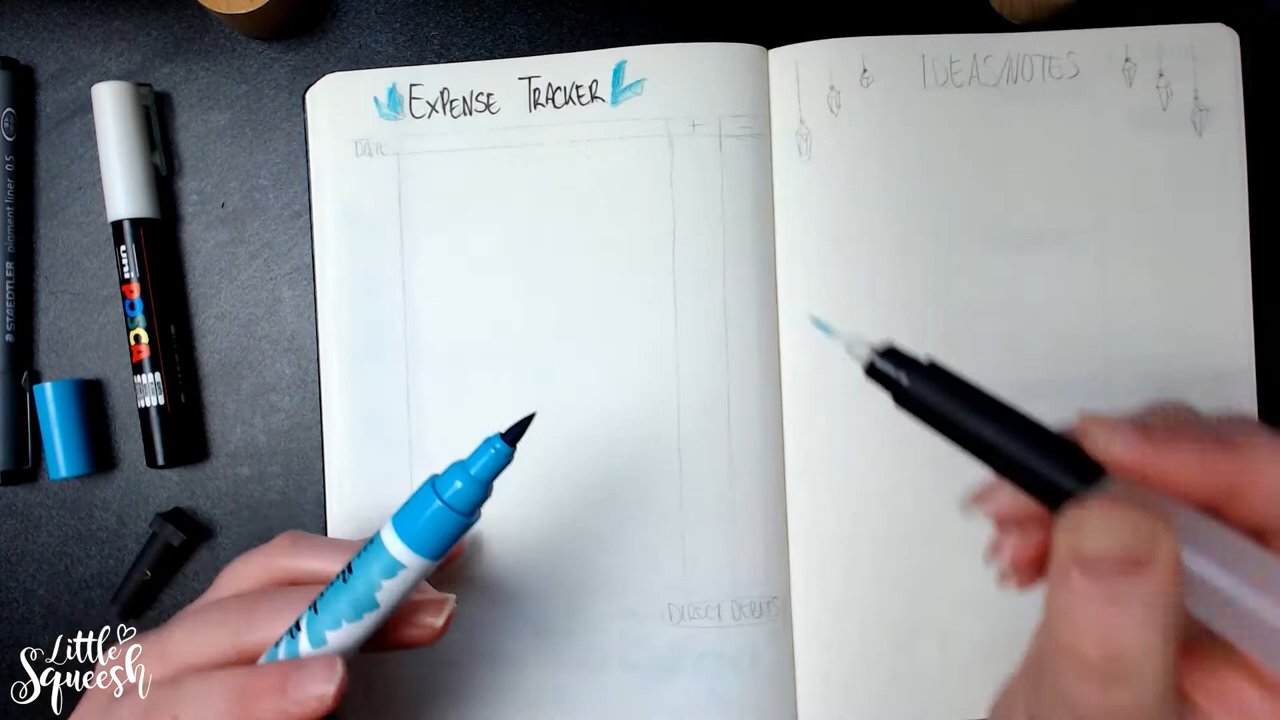 EXPENSE TRACKER
DATE
+
=
DIRECT DEBITS
IDEAS/NOTES
STAEDTLER pigment liner 0.5
uni
POSCA
Little
Squeesh